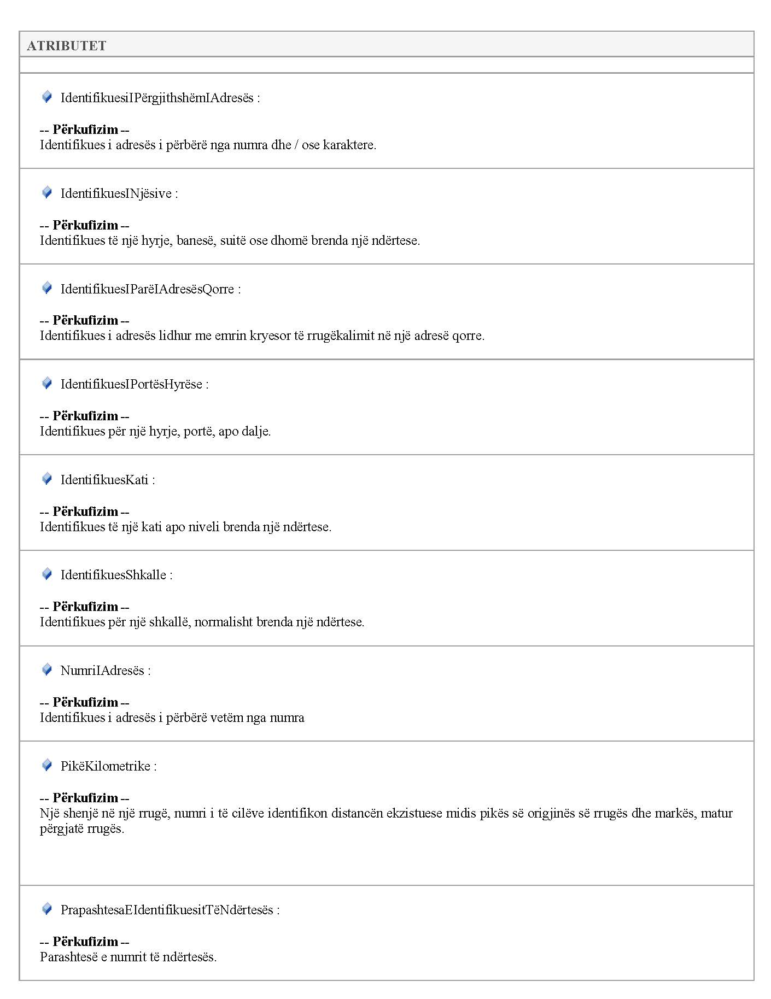 ATRIBUTET
IdentifikuesiIPërgjithshëmIAdresës :
-- Përkufizim --
Identifikues i adresës i përbërë nga numra dhe / ose karaktere.
IdentifikuesINjësive :
-- Përkufizim --
Identifikues të një hyrje, banesë, suitë ose dhomë brenda një ndërtese.
IdentifikuesIParëIAdresësQorre :
-- Përkufizim --
Identifikues i adresës lidhur me emrin kryesor të rrugëkalimit në një adresë qorre.
IdentifikuesIPortësHyrëse :
-- Përkufizim --
Identifikues për një hyrje, portë, apo dalje.
IdentifikuesKati :
-- Përkufizim --
Identifikues të një kati apo niveli brenda një ndërtese.
IdentifikuesShkalle :
-- Përkufizim --
Identifikues për një shkallë, normalisht brenda një ndërtese.
NumriIAdresës :
-- Përkufizim --
Identifikues i adresës i përbërë vetëm nga numra
PikëKilometrike :
-- Përkufizim --
Një shenjë në një rrugë, numri i të cilëve identifikon distancën ekzistuese midis pikës së origjinës së rrugës dhe markës, matur
përgjatë rrugës.
PrapashtesaEIdentifikuesitTëNdërtesës :
-- Përkufizim --
Parashtesë e numrit të ndërtesës.